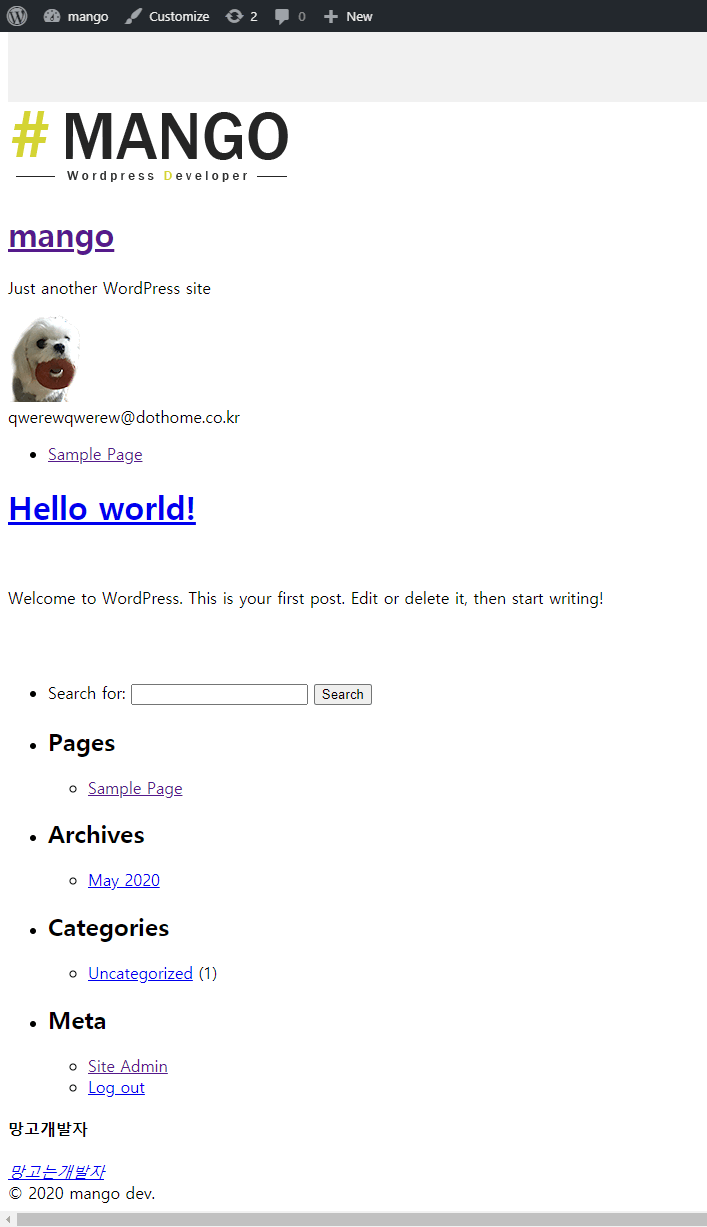 mango Customize 2 0 New
# MANGO
Wordpress Developer
mango
Just another WordPress site
qwerewqwerew@dothome.co.kr
Sample Page
Hello world!
Welcome to WordPress. This is your first post. Edit or delete it, then start writing!
Search for: Search
Pages
Sample Page
Archives
May 2020
Categories
Uncategorized (1)
Meta
Site Admin
Log out
망고개발자
망고는개발자
© 2020 mango dev.